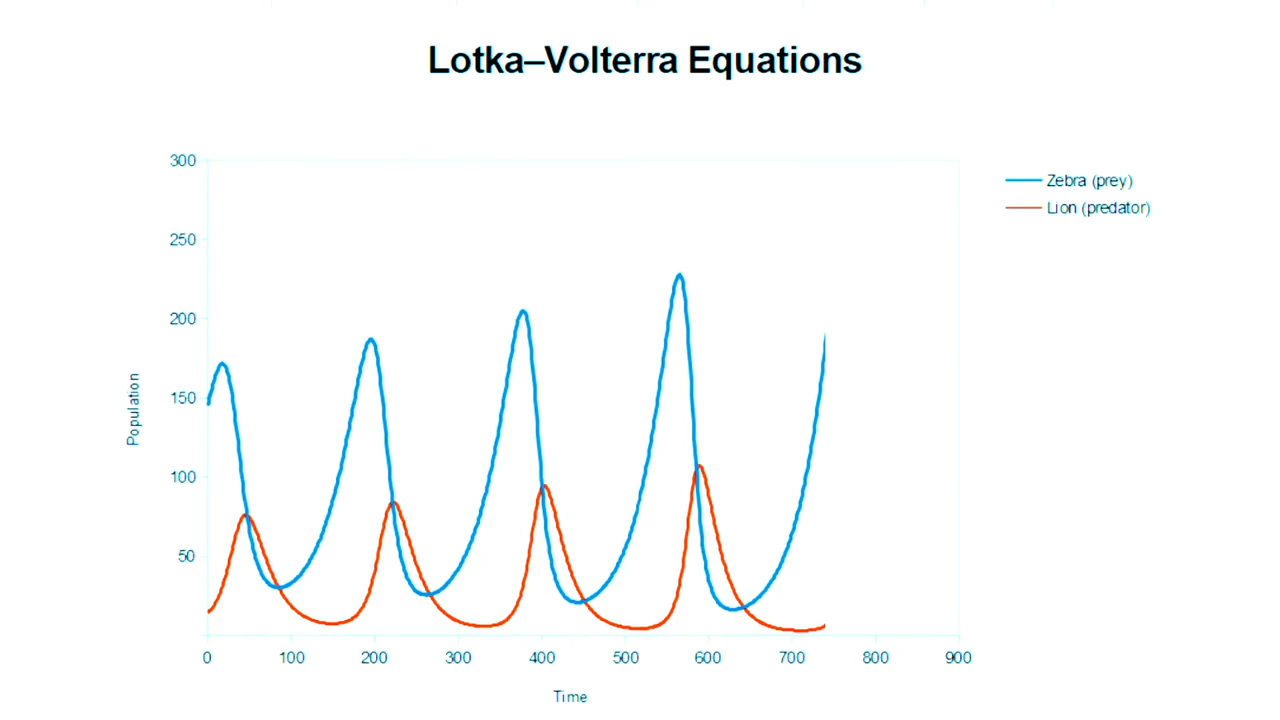 Lotka–Volterra Equations
300
250
200
150
100
50
Population
0 100 200 300 400 500 600 700 800 900
Time
Zebra (prey)
Lion (predator)